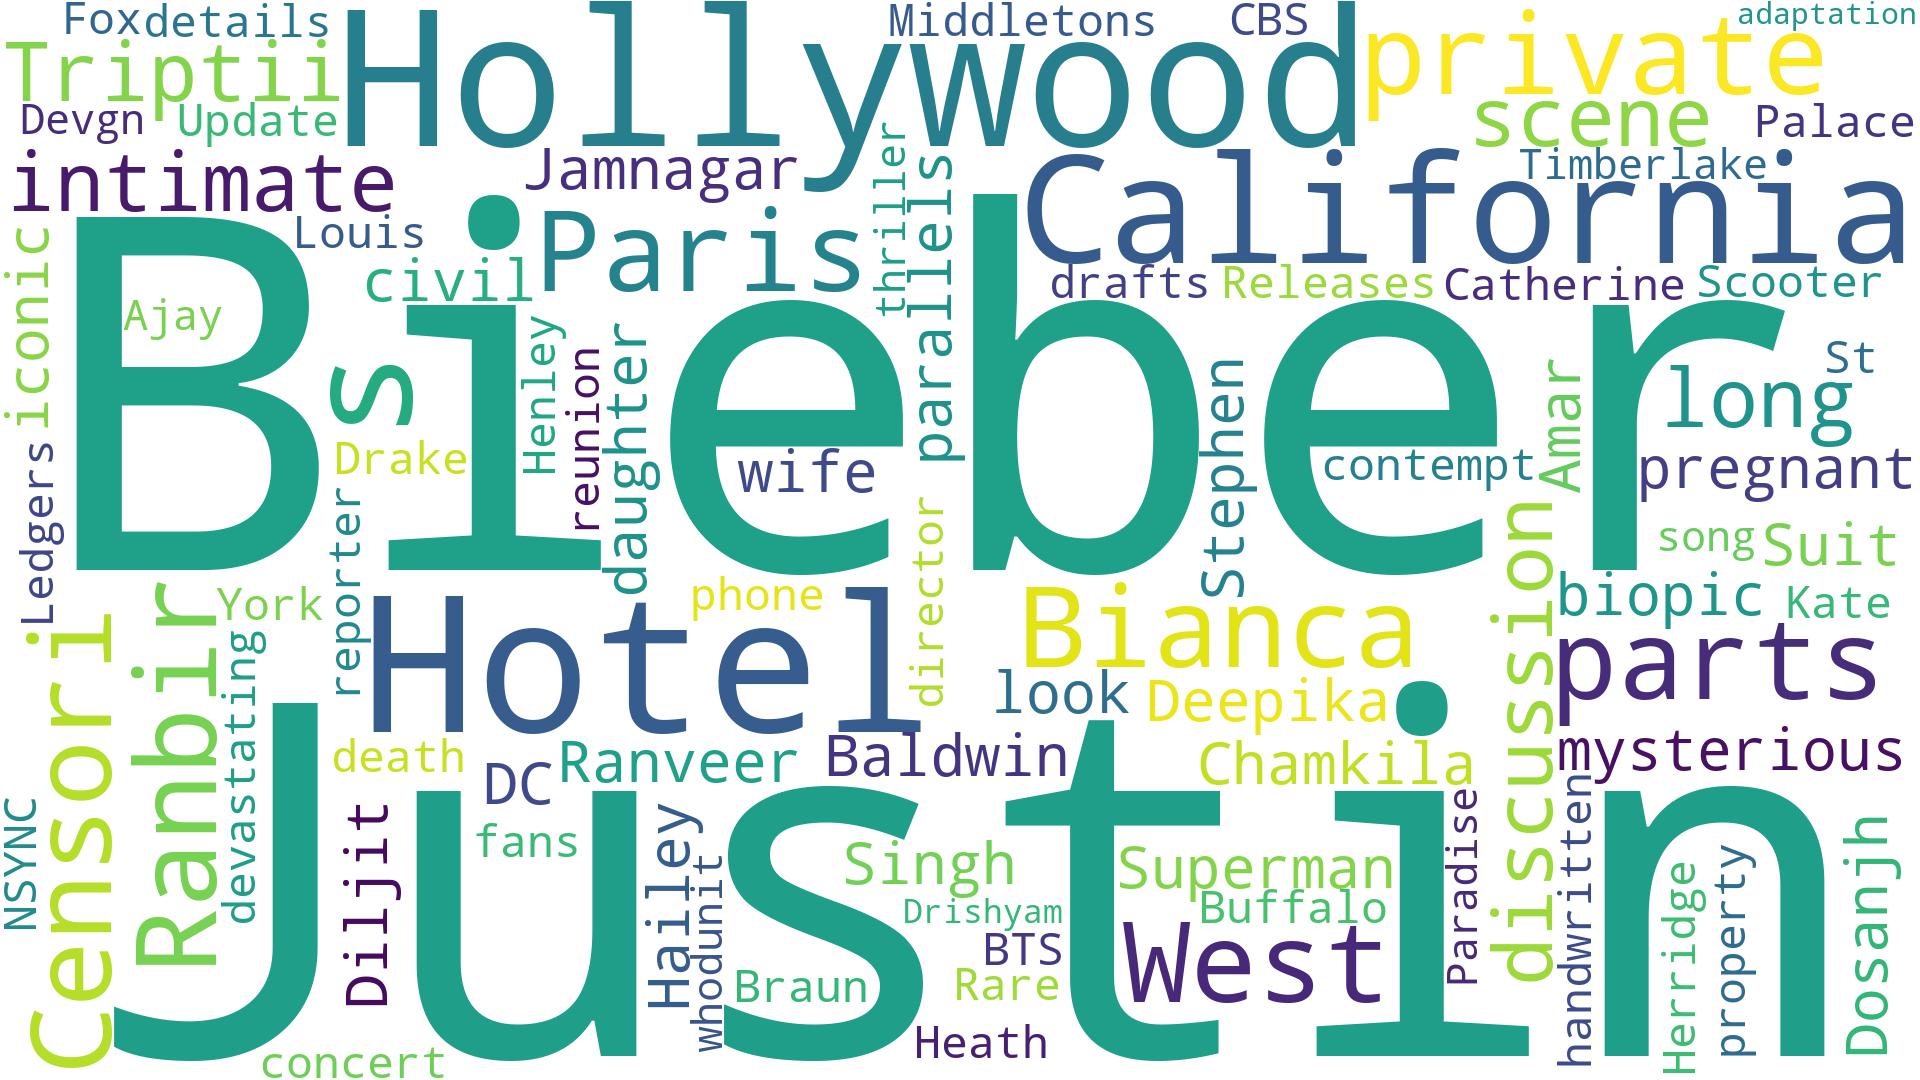 Fox
details
Hollywood
Middletons
CBS
adaptation
Triptii
private
Devgn
Update
scene
Palace
intimate
Jamnagar
thriller
parallels
California
Timberlake
iconic
Louis
civil
Paris
drafts
Releases
Catherine
Scooter
Bieber
Ajay
s
Henley
reunion
daughter
Stephen
Amar
St
long
Ledgers
Drake
wife
contempt
pregnant
reporter
director
discussion
song
Suit
Censori
Ranbir
York
devastating
phone
Hotel
Bianca
biopic
Kate
parts
look
Deepika
death
DC
Ranveer
Baldwin
Chamkila
mysterious
Justin
NSYNC
Diljit
fans
Hailey
whodunit
Singh
Superman
Paradise
handwritten
Herridge
property
Dosanjh
Drishyam
Buffalo
BTS
West
Braun
Rare
Heath
concert